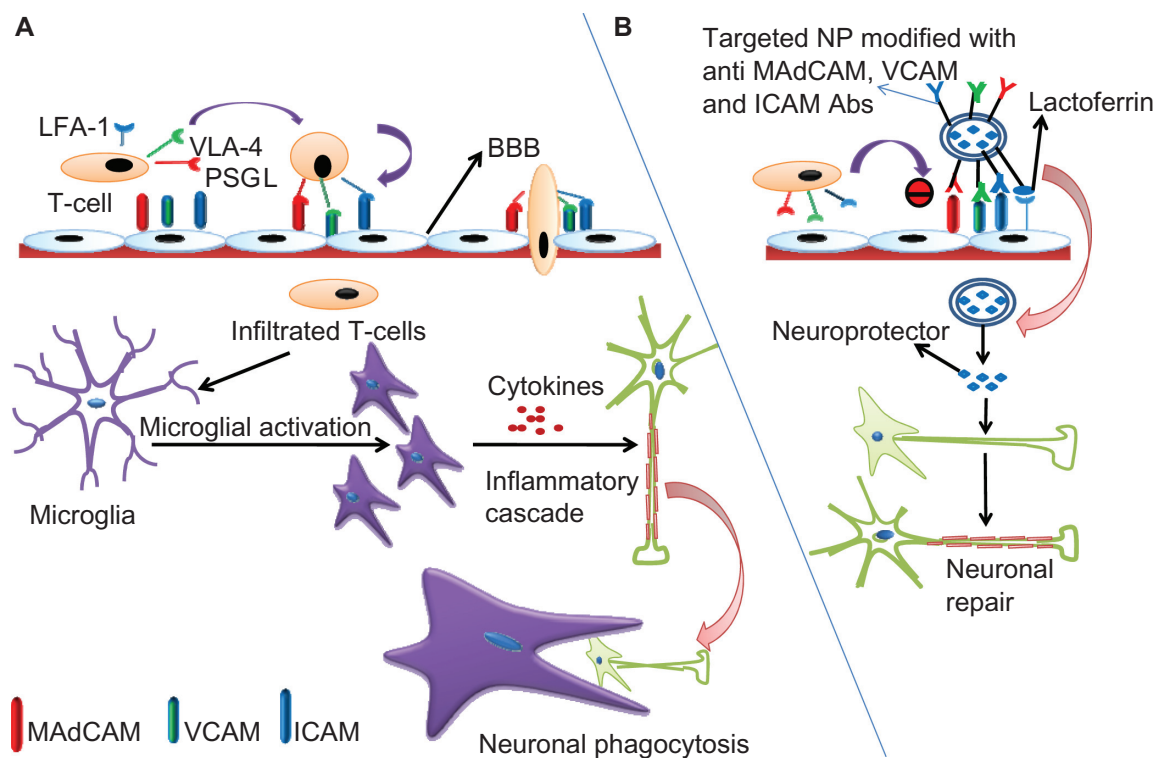 A
LFA-1
VLA-4
PSGL
T-cell
BBB
Infiltrated T-cells
Microglial activation
Microglia
Cytokines
Inflammatory
cascade
Neuronal phagocytosis
MAdCAM
VCAM
ICAM
B
Targeted NP modified with
anti MAdCAM, VCAM
and ICAM Abs
Lactoferrin
Neuroprotector
Neuronal
repair